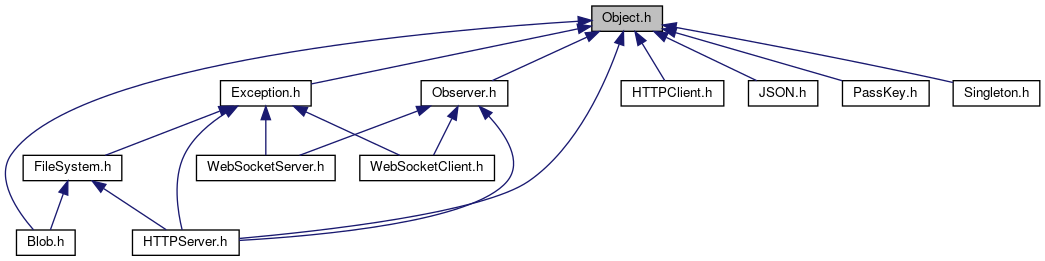 Object.h
Exception.h
Observer.h
HTTPClient.h
JSON.h
PassKey.h
Singleton.h
FileSystem.h
WebSocketServer.h
WebSocketClient.h
Blob.h
HTTPServer.h